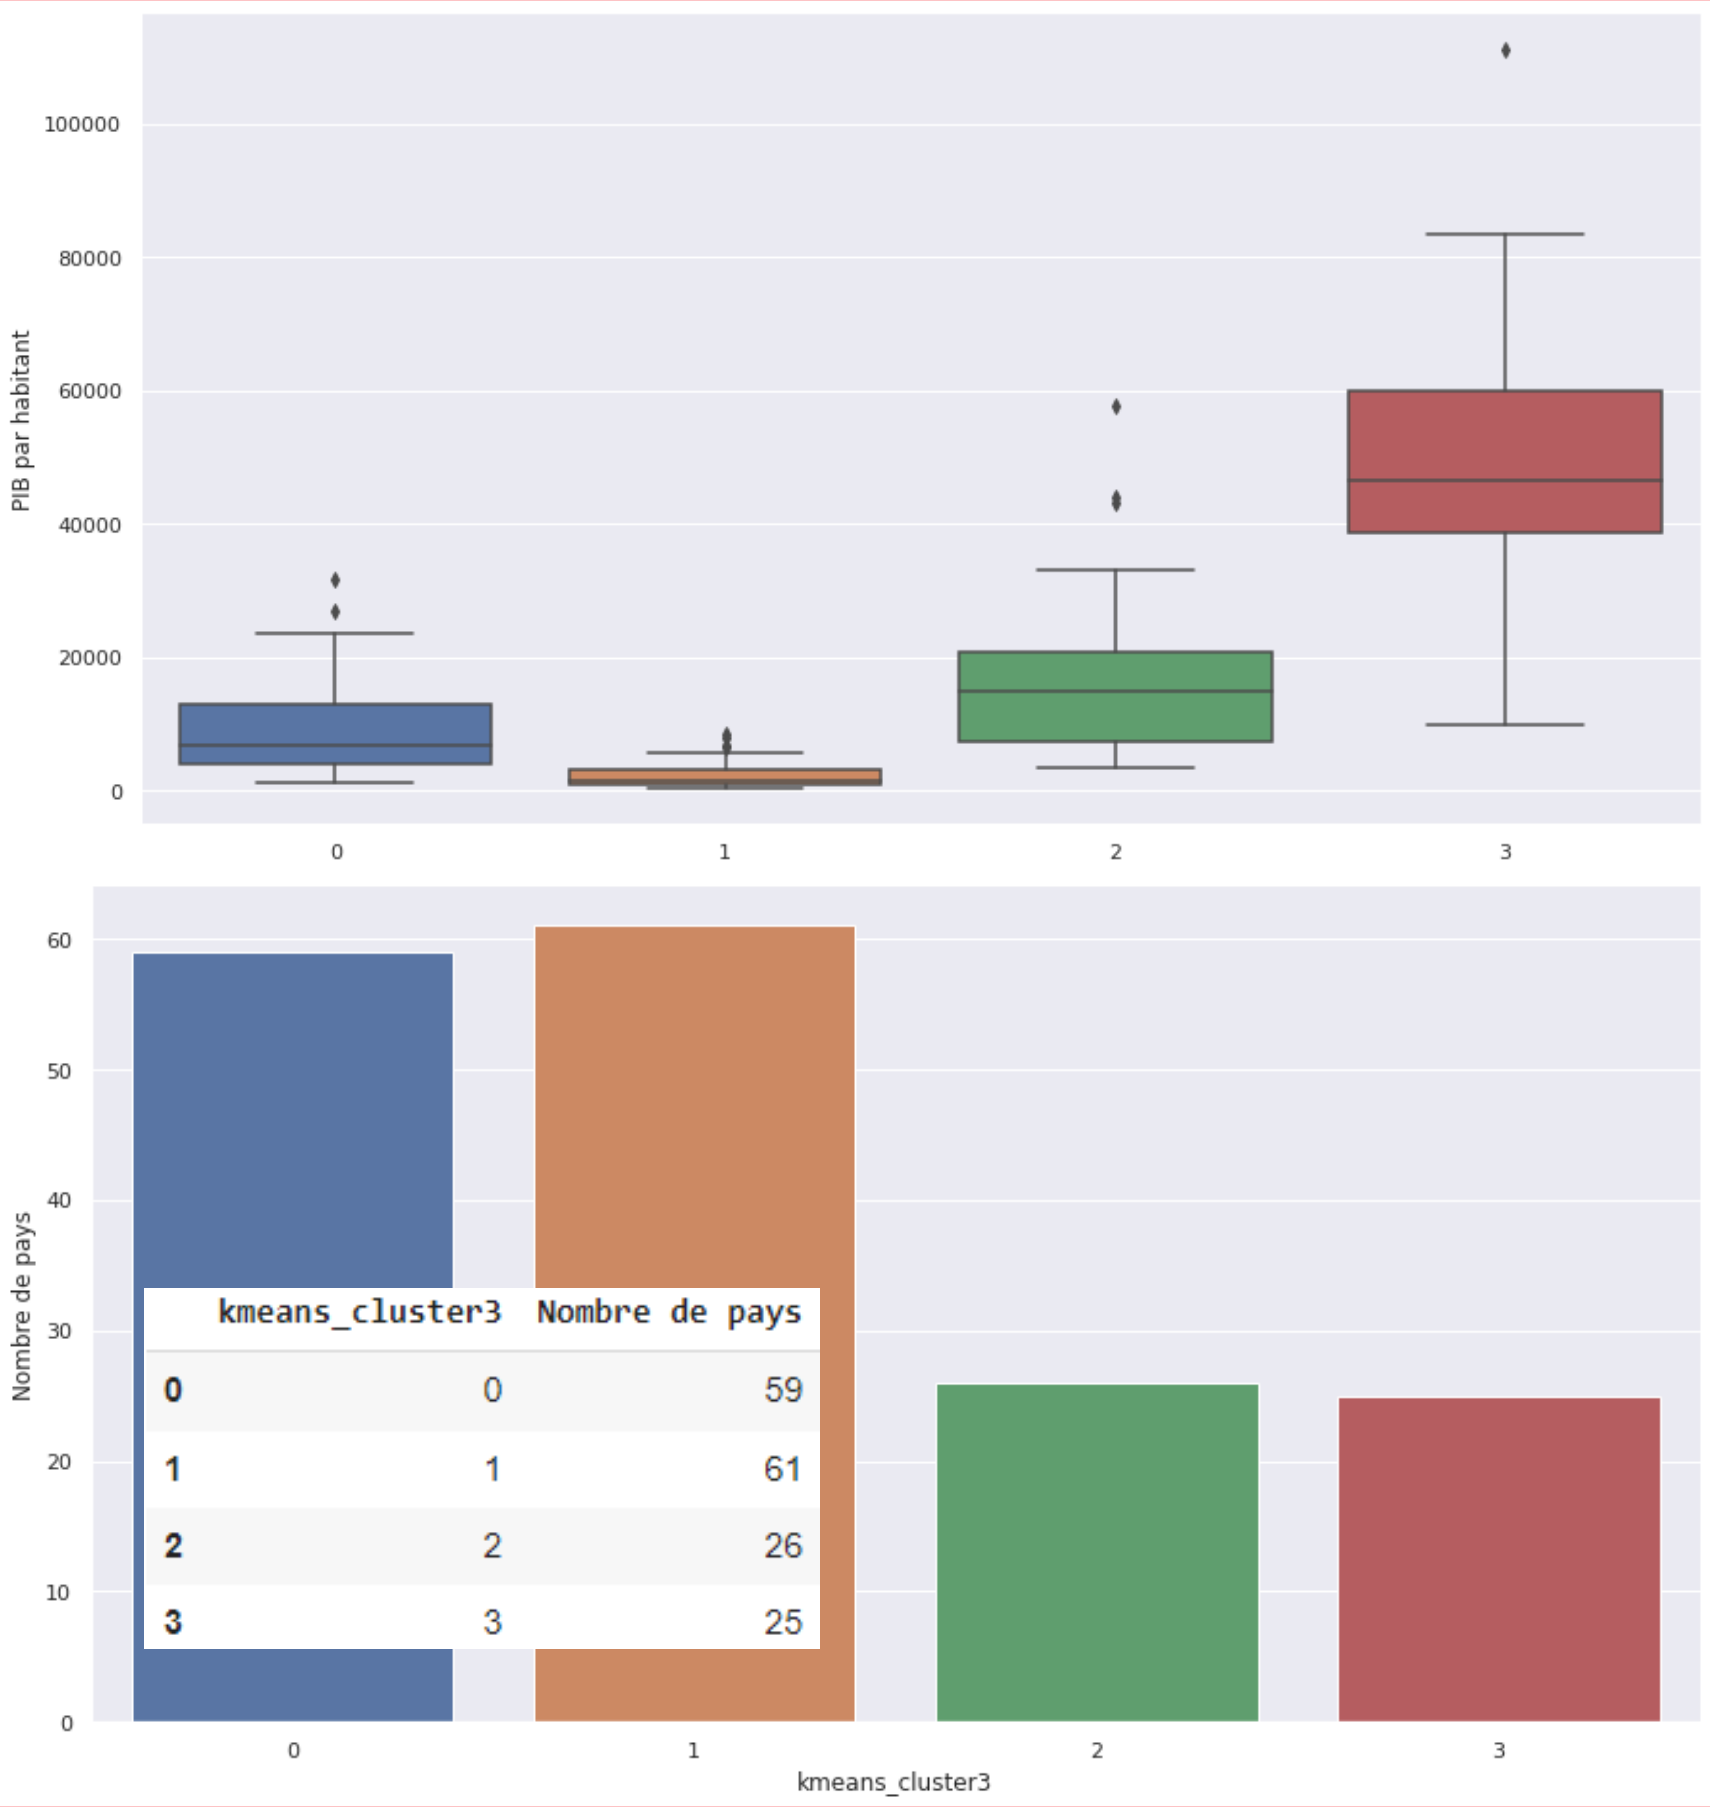 100000
80000
60000
40000
20000
0
PIB par habitant
0 1 2 3
60
50
40
30
20
10
0
Nombre de pays
kmeans_cluster3 Nombre de pays
0 0 59
1 1 61
2 2 26
3 3 25
0 1 2 3
kmeans_cluster3